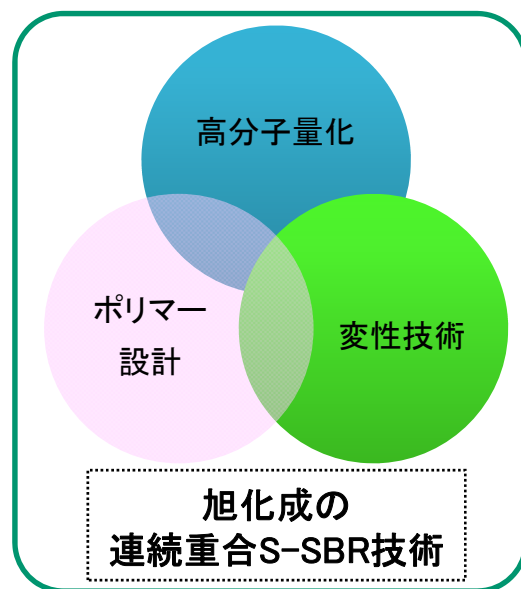 高分子量化
ポリマー
設計
変性技術
旭化成の
連続重合S-SBR技術